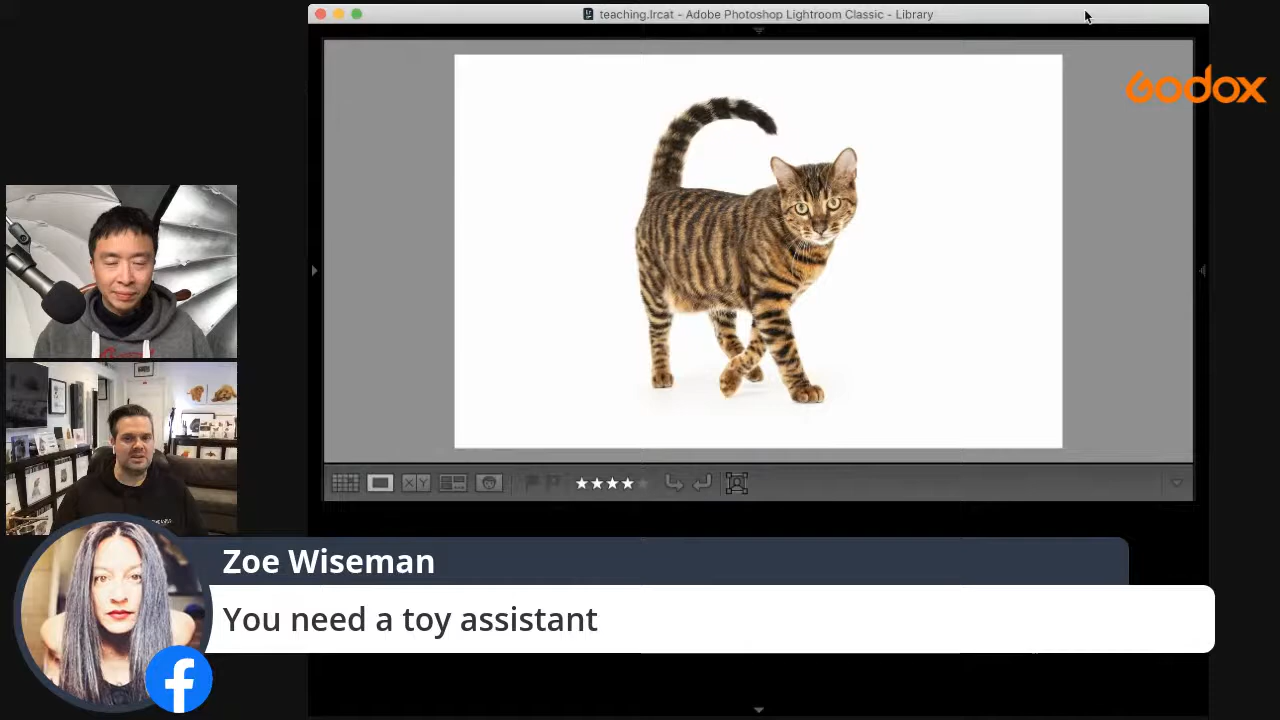 teaching.lrcat - Adobe Photoshop Lightroom Classic - Library
Godox
X Y
Zoe Wiseman
You need a toy assistant